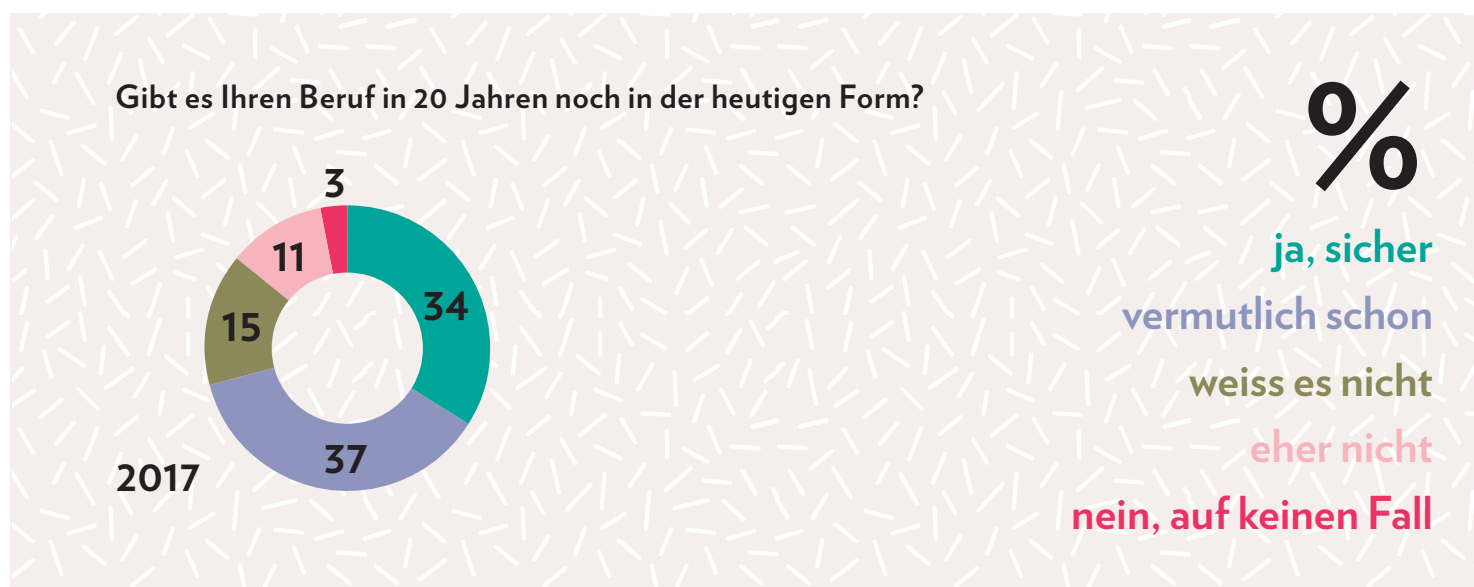 Gibt es Ihren Beruf in 20 Jahren noch in der heutigen Form?
%
3
11
34
15
37
2017
ja, sicher
vermutlich schon
weiss es nicht
eher nicht
nein, auf keinen Fall